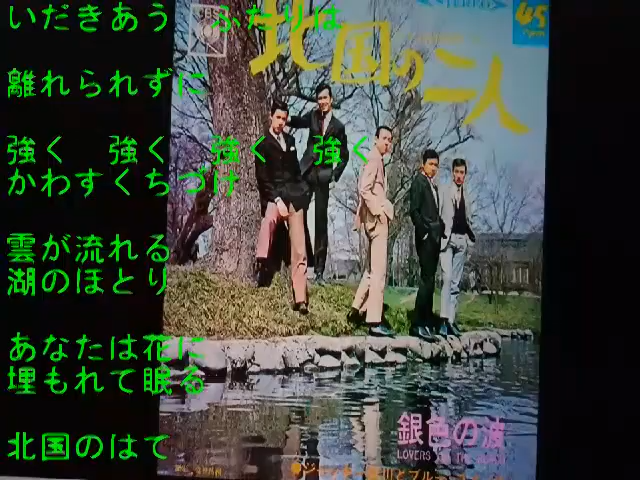 いだきあう　ふたりは
離れられずに
強く　強く　強く　強く
かわすくちづけ
雲が流れる
湖のほとり
あなたは花に
埋もれて眠る
北国のはて
CBS
STEREO
45
北国の二人
銀色の波